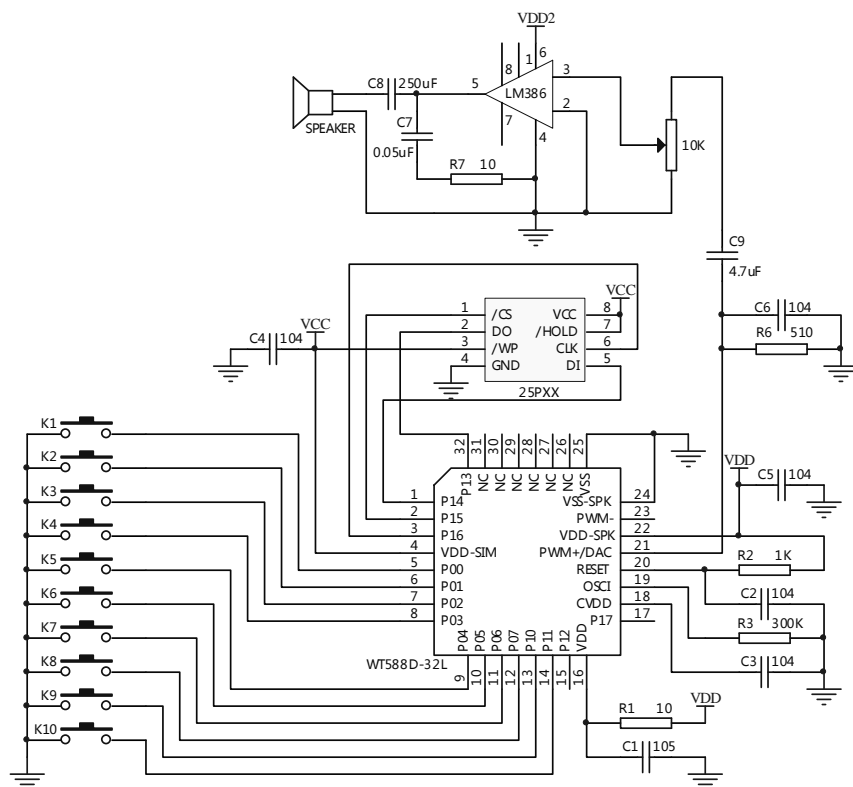 VDD2
C8 250uF
5
8
1
6
3
LM386
2
7
4
SPEAKER
C7
0.05uF
R7 10
10K
C9
4.7uF
VCC
C4 104
1 /CS
2 DO
3 /WP
4 GND
VCC 8
/HOLD 7
CLK 6
DI 5
VCC
25PXX
C6 104
R6 510
K1
K2
K3
K4
K5
K6
K7
K8
K9
K10
32 31 30 29 28 27 26 25
P13 NC NC NC NC NC NC VSS
1 P14
2 P15
3 P16
4 VDD-SIM
5 P00
6 P01
7 P02
8 P03
VSS-SPK 24
PWM- 23
VDD-SPK 22
PWM+/DAC 21
RESET 20
OSCI 19
CVDD 18
P17 17
P04 P05 P06 P07 P10 P11 P12 VDD
9 10 11 12 13 14 15 16
WT588D-32L
VDD
C5 104
R2 1K
C2 104
R3 300K
C3 104
R1 10
VDD
C1 105